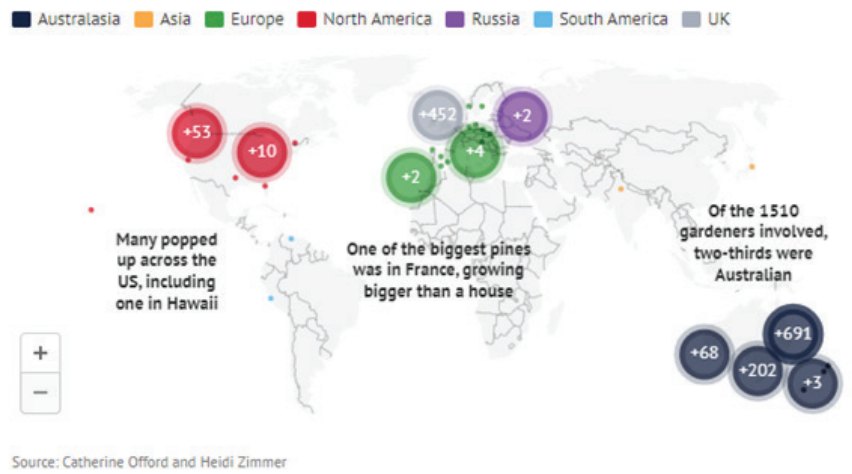 Australasia Asia Europe North America Russia South America UK
+53
+10
+452
+2
+4
+2
Many popped
up across the
US, including
one in Hawaii
One of the biggest pines
was in France, growing
bigger than a house
Of the 1510
gardeners involved,
two-thirds were
Australian
+691
+68
+202
+3
+
−
Source: Catherine Offord and Heidi Zimmer